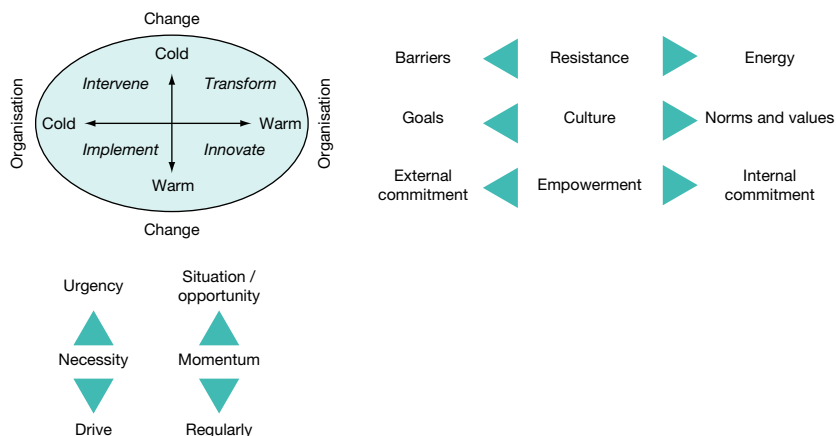 Change
Cold
Intervene
Transform
Organisation
Cold
Warm
Organisation
Implement
Innovate
Warm
Change
Barriers
Resistance
Energy
Goals
Culture
Norms and values
External
commitment
Empowerment
Internal
commitment
Urgency
Situation /
opportunity
Necessity
Momentum
Drive
Regularly